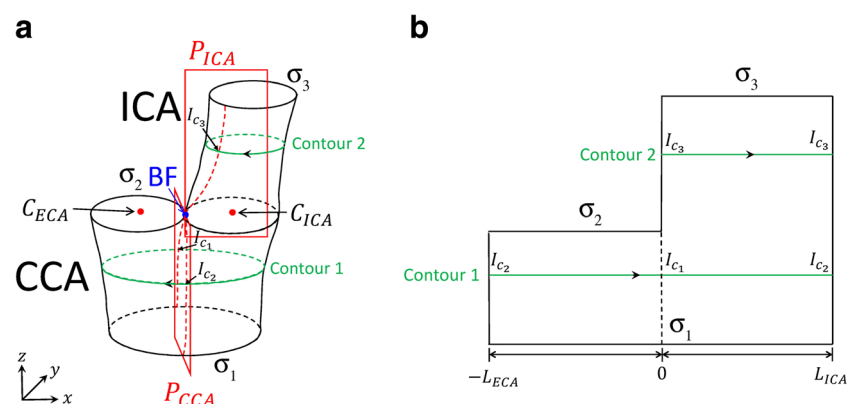 a
P_ICA
σ₃
ICA
I_c₃
Contour 2
σ₂
BF
C_ECA
C_ICA
I_c₁
CCA
I_c₂
Contour 1
σ₁
z
y
x
P_CCA
b
σ₃
I_c₃
I_c₃
Contour 2
σ₂
I_c₂
I_c₁
I_c₂
Contour 1
σ₁
−L_ECA
0
L_ICA